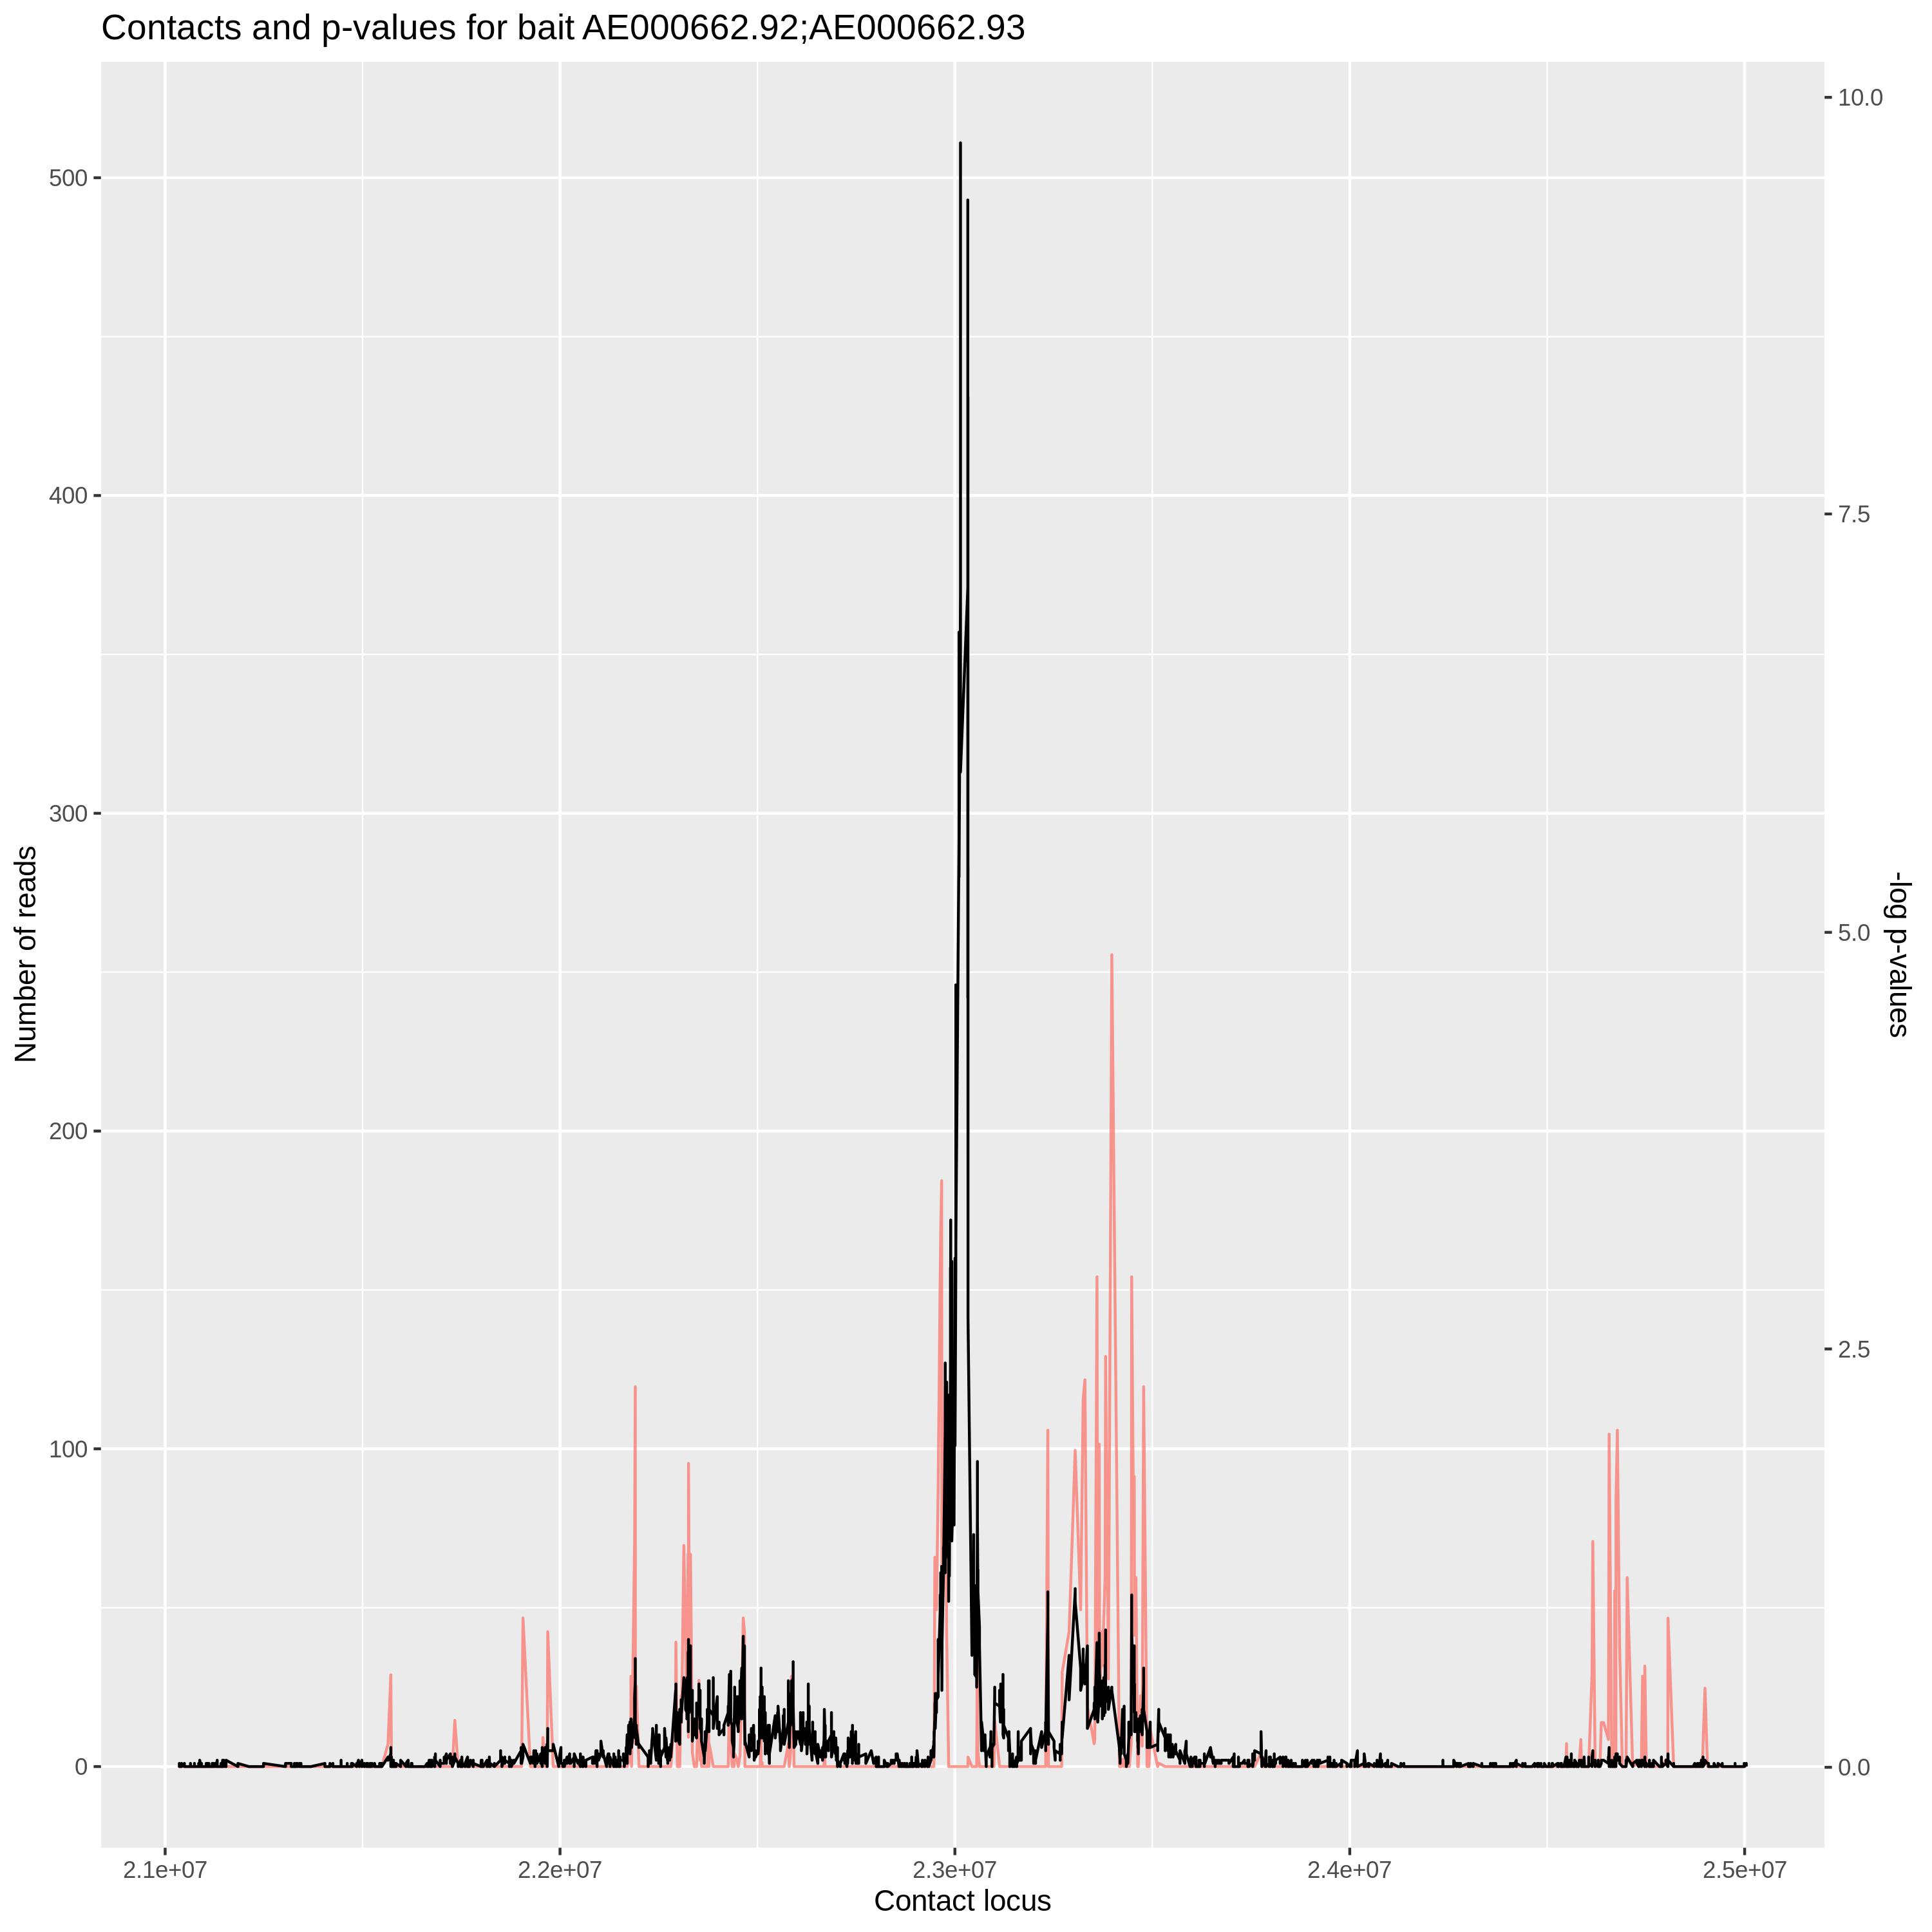 Contacts and p-values for bait AE000662.92;AE000662.93
500
400
300
200
100
0
Number of reads
10.0
7.5
5.0
2.5
0.0
-log p-values
2.1e+07
2.2e+07
2.3e+07
2.4e+07
2.5e+07
Contact locus